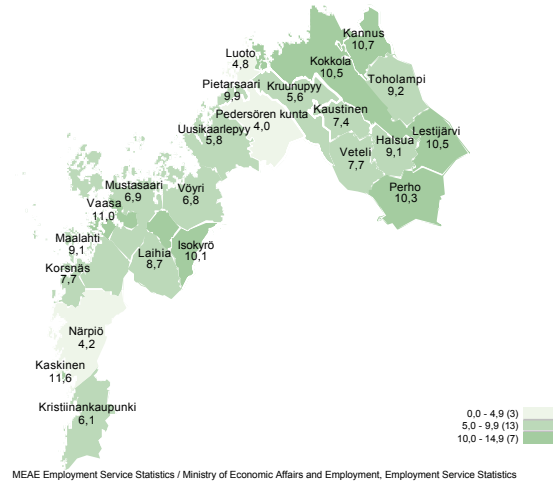 Kannus
10,7
Luoto
4,8
Kokkola
10,5
Pietarsaari
9,9
Kruunupyy
5,6
Toholampi
9,2
Pedersören kunta
4,0
Kaustinen
7,4
Uusikaarlepyy
5,8
Lestijärvi
10,5
Halsua
9,1
Veteli
7,7
Perho
10,3
Mustasaari
6,9
Vöyri
6,8
Vaasa
11,0
Maalahti
9,1
Isokyrö
10,1
Laihia
8,7
Korsnäs
7,7
Närpiö
4,2
Kaskinen
11,6
Kristiinankaupunki
6,1
0,0 - 4,9 (3)
5,0 - 9,9 (13)
10,0 - 14,9 (7)
MEAE Employment Service Statistics / Ministry of Economic Affairs and Employment, Employment Service Statistics